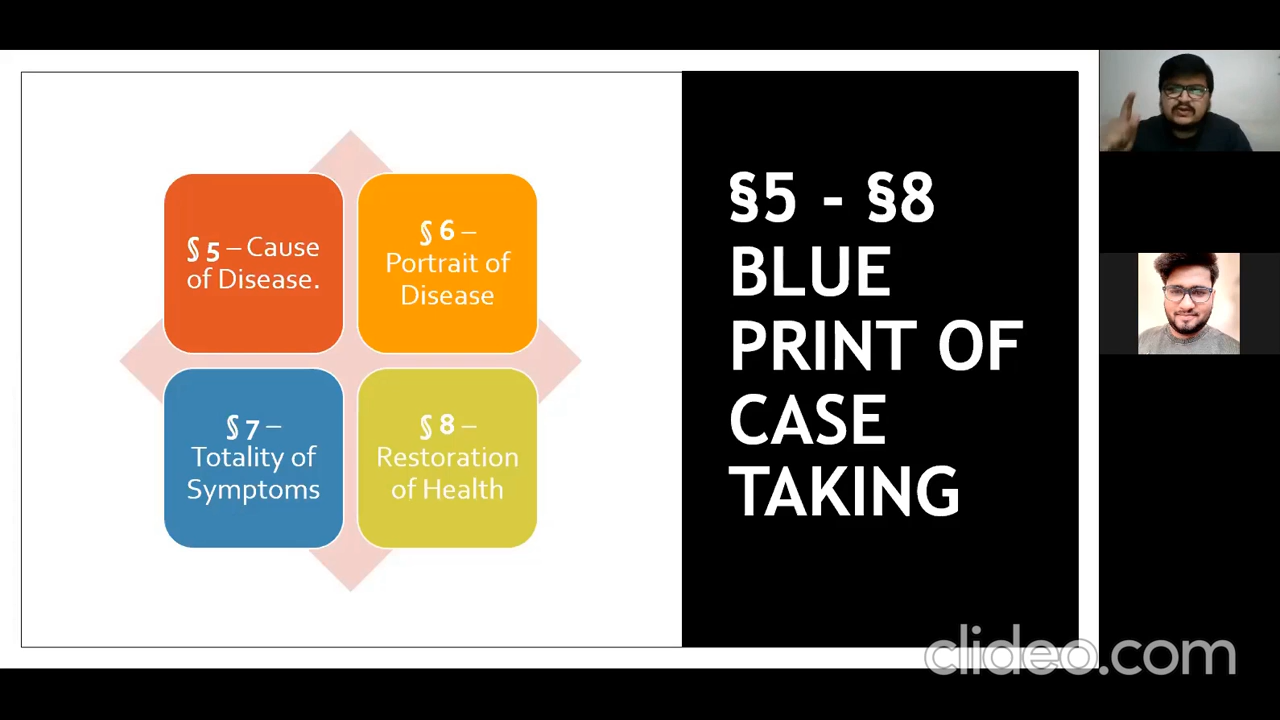 § 5 – Cause
of Disease.
§ 6 –
Portrait of
Disease
§ 7 –
Totality of
Symptoms
§ 8 –
Restoration
of Health
§5 - §8
BLUE
PRINT OF
CASE
TAKING
clideo.com